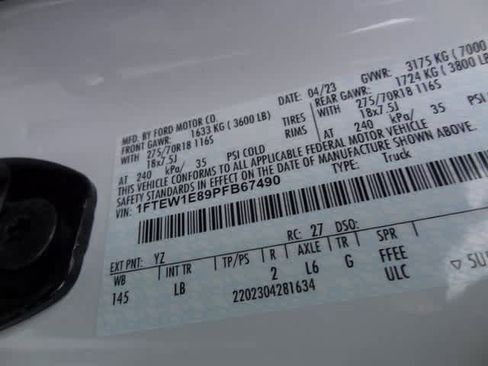 MFD. BY FORD MOTOR CO.
DATE: 04/23 GVWR: 3175 KG (7000
FRONT GAWR: 1633 KG (3600 LB) REAR GAWR: 1724 KG (3800 LB)
WITH 275/70R18 116S TIRES WITH 275/70R18 116S
18x7.5J RIMS 18x7.5J
AT 240 kPa/ 35 PSI COLD AT 240 kPa/ 35 PSI COLD
THIS VEHICLE CONFORMS TO ALL APPLICABLE FEDERAL MOTOR VEHICLE
SAFETY STANDARDS IN EFFECT ON THE DATE OF MANUFACTURE SHOWN ABOVE.
VIN: 1FTEW1E89PFB67490 TYPE: Truck
EXT PNT: YZ RC: 27 DSO:
WB INT TR TP/PS R AXLE TR SPR
145 LB 2 L6 G ULC
2202304281634